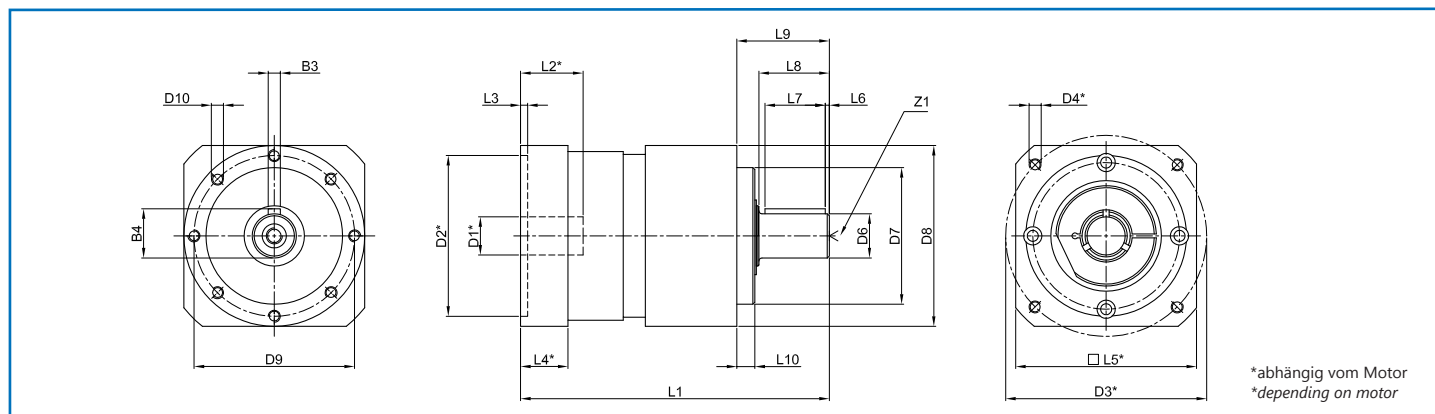 B3
D10
B4
D9
L9
L2*
L8
L3
L7
L6
Z1
D2*
D1*
D6
D7
D8
L4*
L10
L1
D4*
□ L5*
D3*
*abhängig vom Motor
*depending on motor